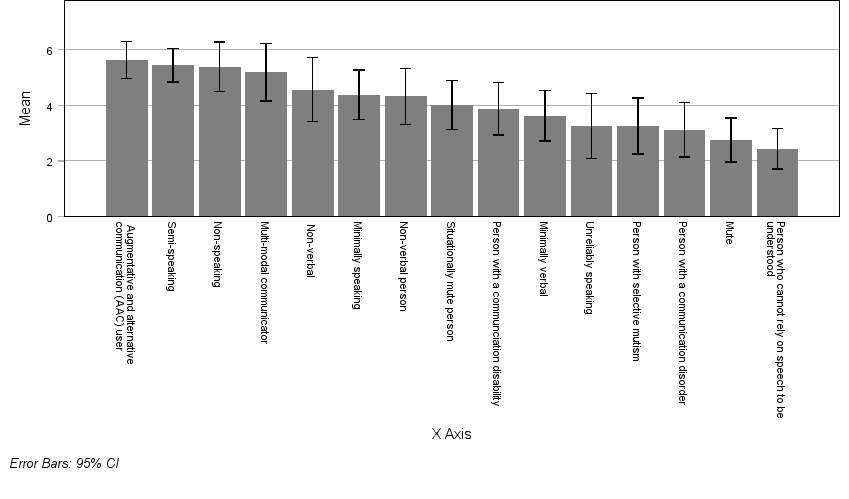 6
4
2
0
Mean
Augmentative and alternative
communication (AAC) user
Semi-speaking
Non-speaking
Multi-modal communicator
Non-verbal
Minimally speaking
Non-verbal person
Situationally mute person
Person with a communciation disability
Minimally verbal
Unreliably speaking
Person with selective mutism
Person with a communication disorder
Mute
Person who cannot rely on speech to be
understood
X Axis
Error Bars: 95% CI